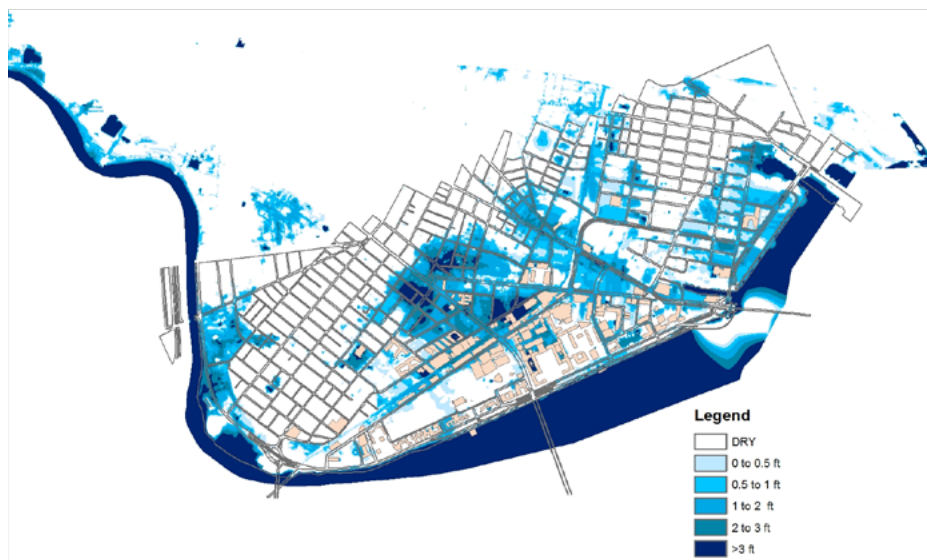 Legend
DRY
0 to 0.5 ft
0.5 to 1 ft
1 to 2 ft
2 to 3 ft
>3 ft